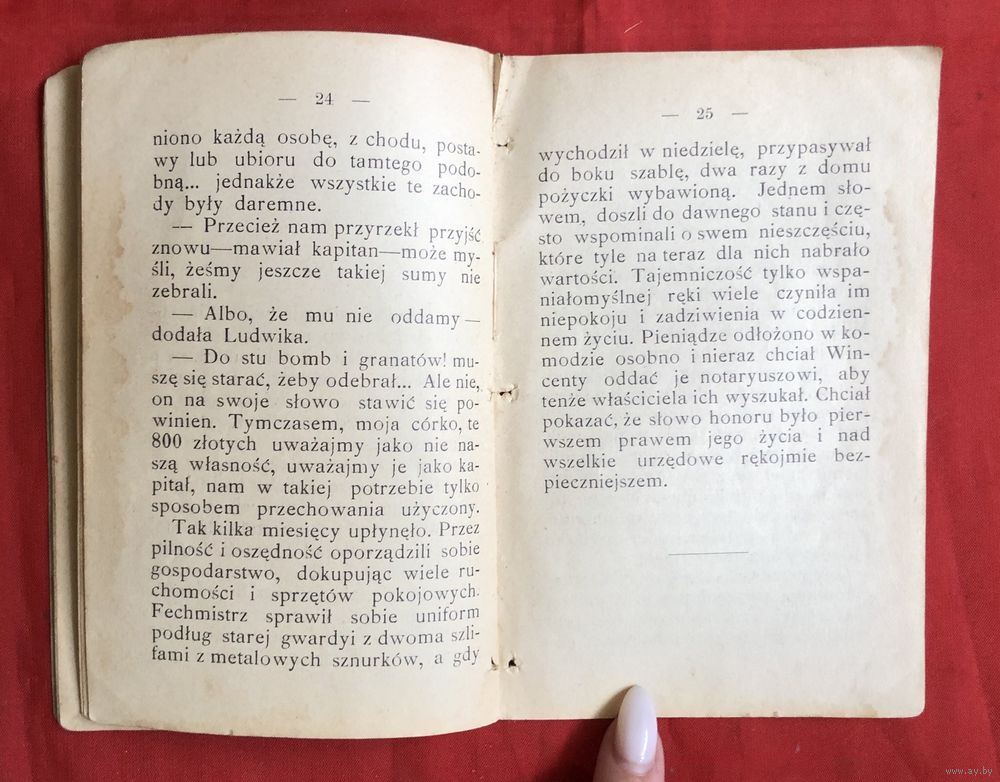 — 24 —
niono każdą osobę, z chodu, posta-
wy lub ubioru do tamtego podo-
bną... jednakże wszystkie te zacho-
dy były daremne.
— Przecież nam przyrzekł przyjść
znowu—mawiał kapitan—może my-
śli, żeśmy jeszcze takiej sumy nie
zebrali.
— Albo, że mu nie oddamy —
dodała Ludwika.
— Do stu bomb i granatów! mu-
szę się starać, żeby odebrał... Ale nie,
on na swoje słowo stawić się po-
winien. Tymczasem, moja córko, te
800 złotych uważajmy jako nie na-
szą własność, uważajmy je jako ka-
pitał, nam w takiej potrzebie tylko
sposobem przechowania użyczony.
Tak kilka miesięcy upłynęło. Przez
pilność i oszędność oporządzili sobie
gospodarstwo, dokupując wiele ru-
chomości i sprzętów pokojowych.
Fechmistrz sprawił sobie uniform
podług starej gwardyi z dwoma szli-
fami z metalowych sznurków, a gdy
— 25 —
wychodził w niedzielę, przypasywał
do boku szablę, dwa razy z domu
pożyczki wybawioną. Jednem sło-
wem, doszli do dawnego stanu i czę-
sto wspominali o swem nieszczęściu,
które tyle na teraz dla nich nabrało
wartości. Tajemniczość tylko wspa-
niałomyślnej ręki wiele czyniła im
niepokoju i zadziwienia w codzien-
nem życiu. Pieniądze odłożono w ko-
modzie osobno i nieraz chciał Win-
centy oddać je notaryuszowi, aby
tenże właściciela ich wyszukał. Chciał
pokazać, że słowo honoru było pier-
wszem prawem jego życia i nad
wszelkie urzędowe rękojmie bez-
pieczniejszem.
www.ay.by